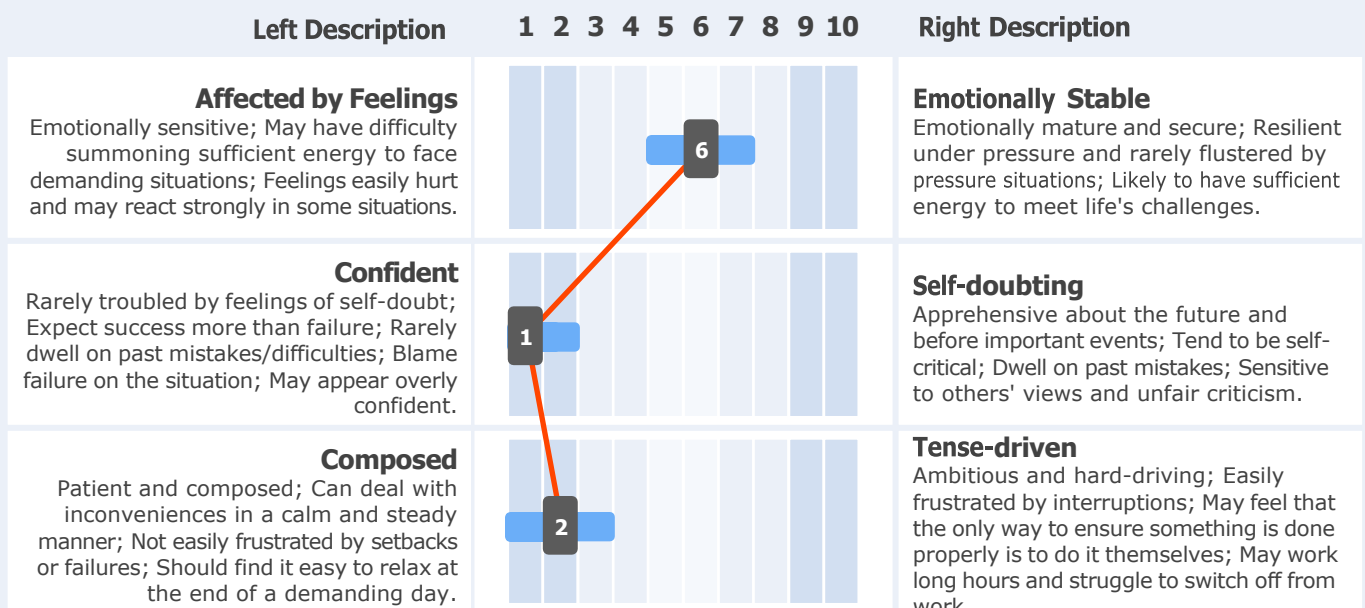 Left Description 1 2 3 4 5 6 7 8 9 10 Right Description
Affected by Feelings
Emotionally sensitive; May have difficulty
summoning sufficient energy to face
demanding situations; Feelings easily hurt
and may react strongly in some situations.
6
Emotionally Stable
Emotionally mature and secure; Resilient
under pressure and rarely flustered by
pressure situations; Likely to have sufficient
energy to meet life's challenges.
Confident
Rarely troubled by feelings of self-doubt;
Expect success more than failure; Rarely
dwell on past mistakes/difficulties; Blame
failure on the situation; May appear overly
confident.
1
Self-doubting
Apprehensive about the future and
before important events; Tend to be self-
critical; Dwell on past mistakes; Sensitive
to others' views and unfair criticism.
Composed
Patient and composed; Can deal with
inconveniences in a calm and steady
manner; Not easily frustrated by setbacks
or failures; Should find it easy to relax at
the end of a demanding day.
2
Tense-driven
Ambitious and hard-driving; Easily
frustrated by interruptions; May feel that
the only way to ensure something is done
properly is to do it themselves; May work
long hours and struggle to switch off from
work